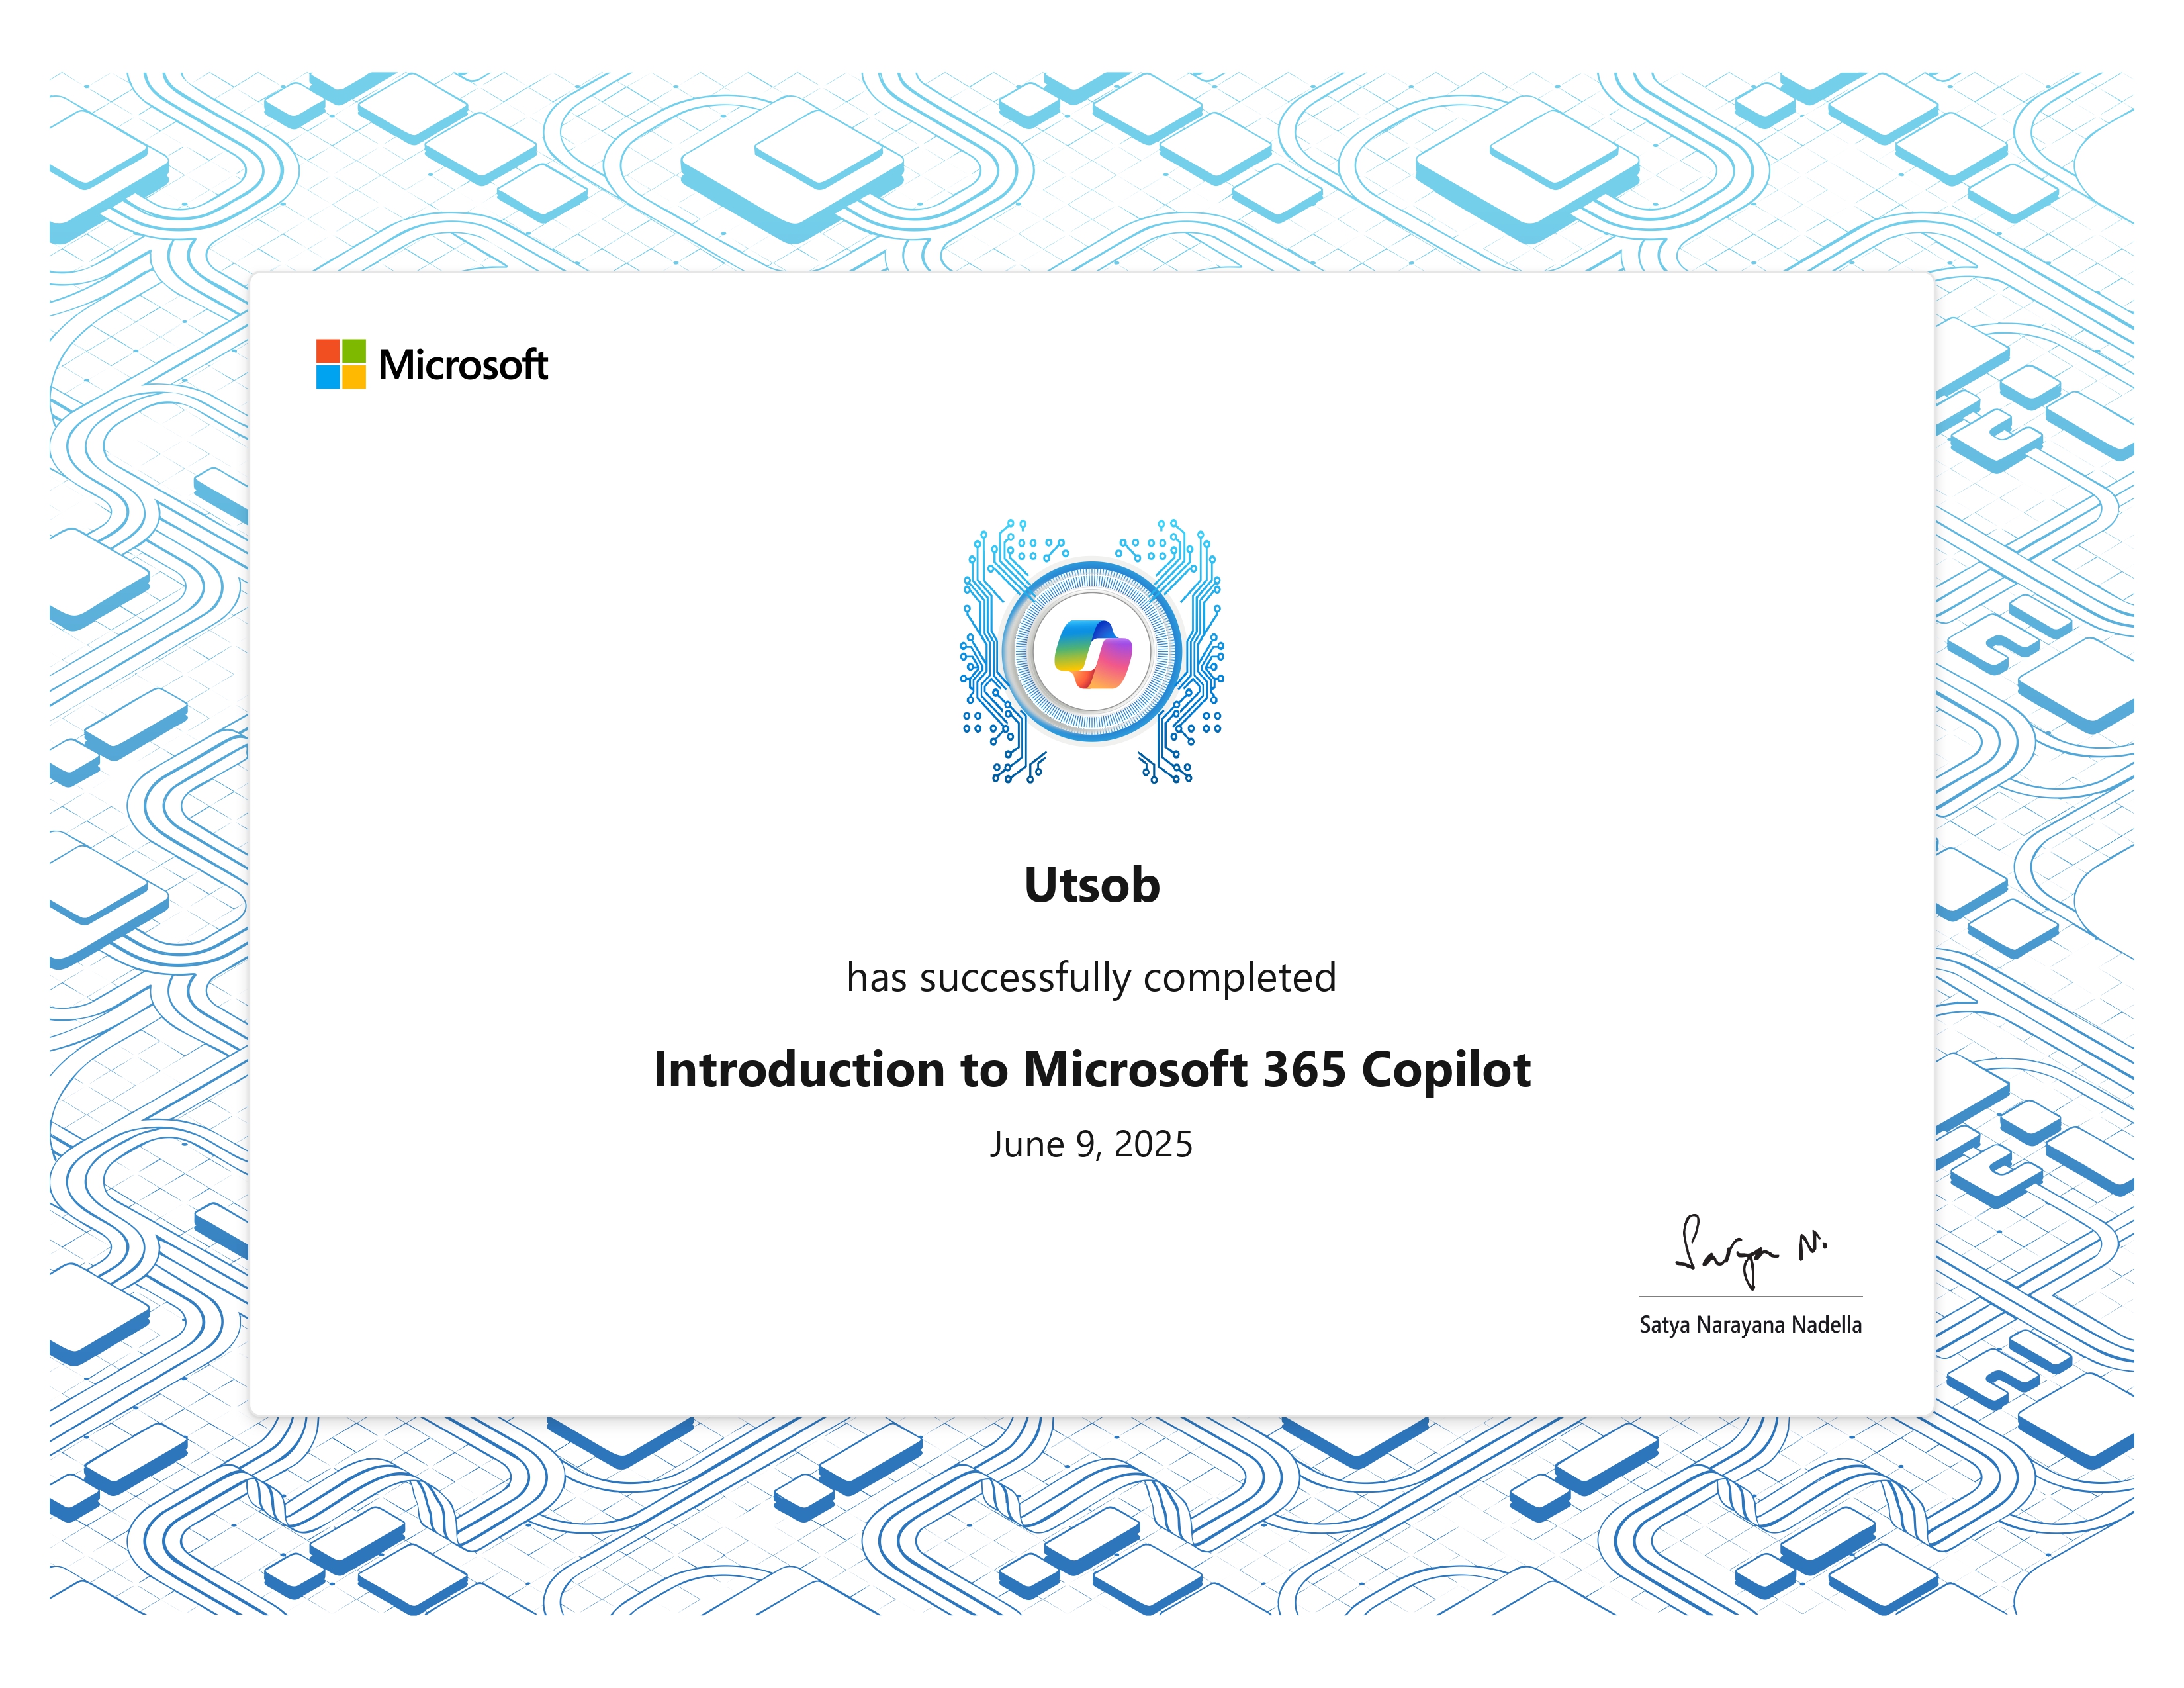 Microsoft
Utsob
has successfully completed
Introduction to Microsoft 365 Copilot
June 9, 2025
Satya N.
Satya Narayana Nadella